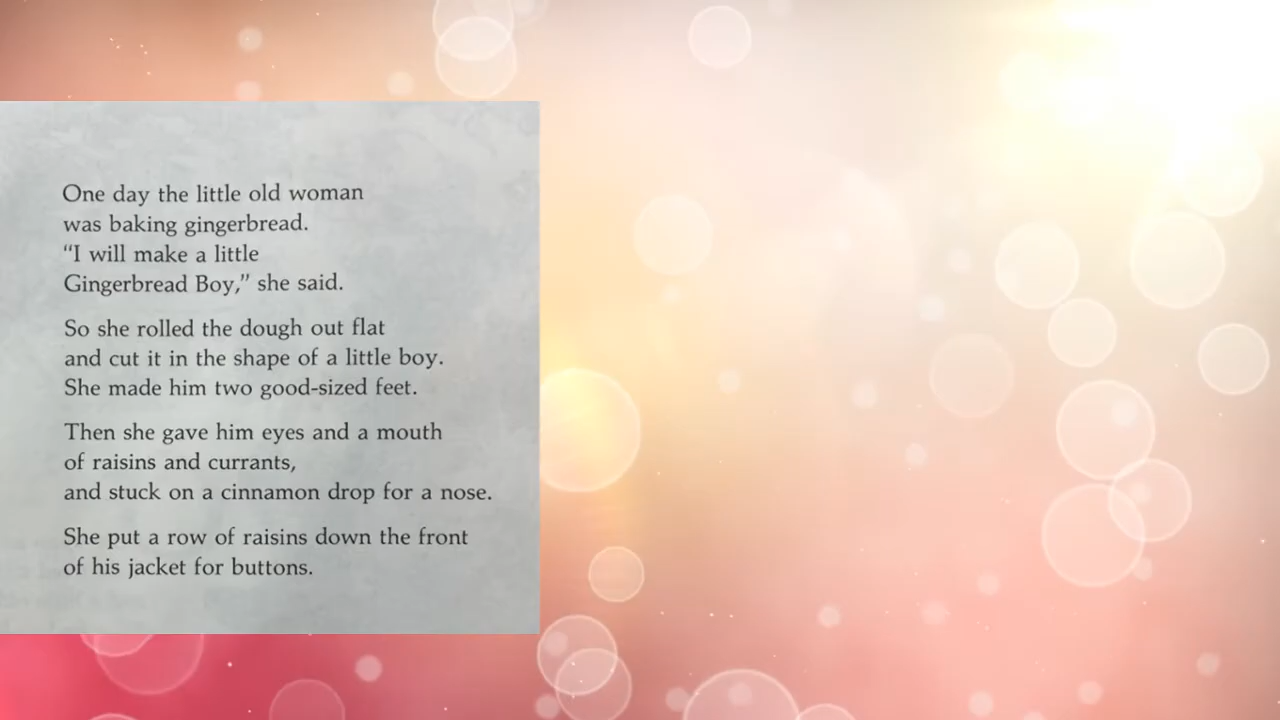 One day the little old woman
was baking gingerbread.
“I will make a little
Gingerbread Boy,” she said.
So she rolled the dough out flat
and cut it in the shape of a little boy.
She made him two good-sized feet.
Then she gave him eyes and a mouth
of raisins and currants,
and stuck on a cinnamon drop for a nose.
She put a row of raisins down the front
of his jacket for buttons.